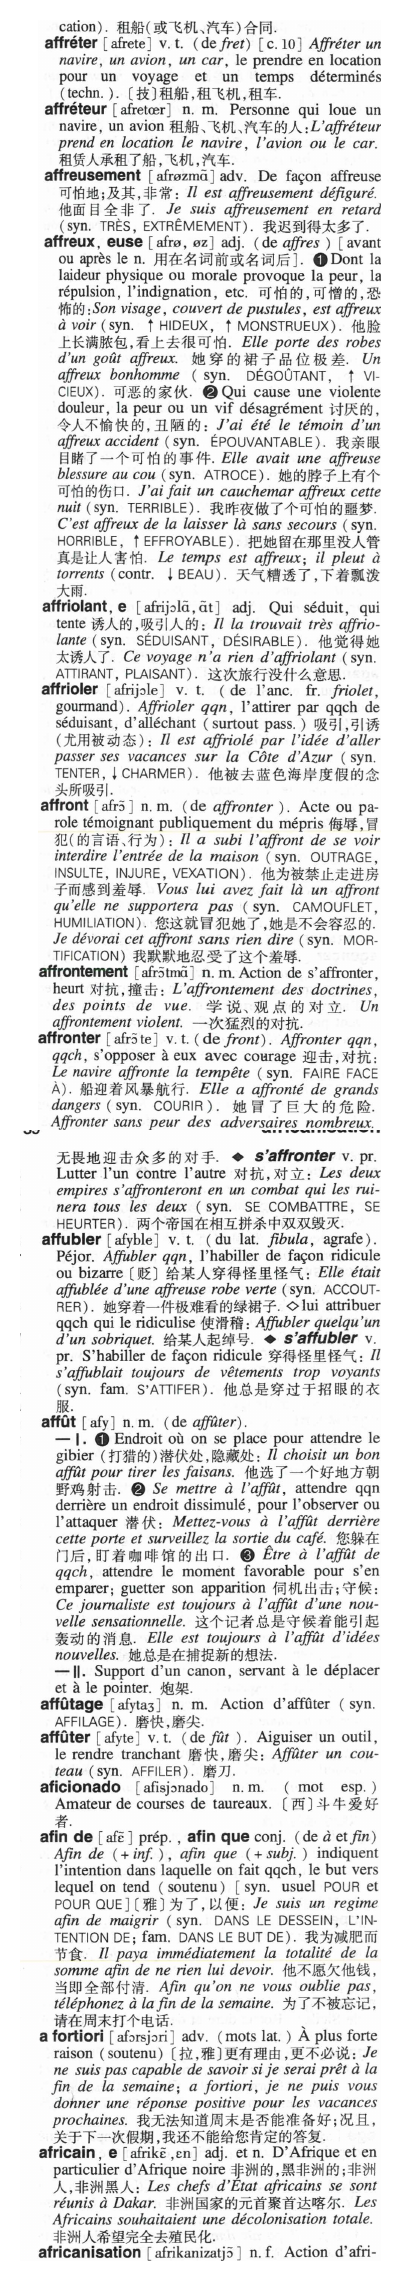 cation). 租船(或飞机、汽车)合同.
affréter [afrete] v. t. (de fret) [c. 10] Affréter un
navire, un avion, un car, le prendre en location
pour un voyage et un temps déterminés
(techn.). [技]租船,租飞机,租车.
affréteur [afretœr] n. m. Personne qui loue un
navire, un avion 租船、飞机、汽车的人:L'affréteur
prend en location le navire, l'avion ou le car.
租赁人承租了船,飞机,汽车.
affreusement [afrøzmɑ̃] adv. De façon affreuse
可怕地;及其,非常: Il est affreusement défiguré.
他面目全非了. Je suis affreusement en retard
(syn. TRÈS, EXTRÊMEMENT). 我迟到得太多了.
affreux, euse [afrø, øz] adj. (de affres) [avant
ou après le n. 用在名词前或名词后]. ❶Dont la
laideur physique ou morale provoque la peur, la
répulsion, l'indignation, etc. 可怕的,可憎的,恐
怖的:Son visage, couvert de pustules, est affreux
à voir (syn. ↑HIDEUX, ↑MONSTRUEUX). 他脸
上长满脓包,看上去很可怕. Elle porte des robes
d'un goût affreux. 她穿的裙子品位极差. Un
affreux bonhomme (syn. DÉGOÛTANT, ↑VI-
CIEUX). 可恶的家伙. ❷Qui cause une violente
douleur, la peur ou un vif désagrément 讨厌的,
令人不愉快的,丑陋的: J'ai été le témoin d'un
affreux accident (syn. ÉPOUVANTABLE). 我亲眼
目睹了一个可怕的事件. Elle avait une affreuse
blessure au cou (syn. ATROCE). 她的脖子上有个
可怕的伤口. J'ai fait un cauchemar affreux cette
nuit (syn. TERRIBLE). 我昨夜做了个可怕的噩梦.
C'est affreux de la laisser là sans secours (syn.
HORRIBLE, ↑EFFROYABLE). 把她留在那里没人管
真是让人害怕. Le temps est affreux; il pleut à
torrents (contr. ↓BEAU). 天气糟透了,下着瓢泼
大雨.
affriolant, e [afrijɔlɑ̃, ɑ̃t] adj. Qui séduit, qui
tente 诱人的,吸引人的: Il la trouvait très affrio-
lante (syn. SÉDUISANT, DÉSIRABLE). 他觉得她
太诱人了. Ce voyage n'a rien d'affriolant (syn.
ATTIRANT, PLAISANT). 这次旅行没什么意思.
affrioler [afrijɔle] v. t. (de l'anc. fr. friolet,
gourmand). Affrioler qqn, l'attirer par qqch de
séduisant, d'alléchant (surtout pass.) 吸引,引诱
(尤用被动态): Il est affriolé par l'idée d'aller
passer ses vacances sur la Côte d'Azur (syn.
TENTER, ↓CHARMER). 他被去蓝色海岸度假的念
头所吸引.
affront [afrɔ̃] n. m. (de affronter). Acte ou pa-
role témoignant publiquement du mépris 侮辱,冒
犯(的言语、行为): Il a subi l'affront de se voir
interdire l'entrée de la maison (syn. OUTRAGE,
INSULTE, INJURE, VEXATION). 他为被禁止走进房
子而感到羞辱. Vous lui avez fait là un affront
qu'elle ne supportera pas (syn. CAMOUFLET,
HUMILIATION). 您这就冒犯她了,她是不会容忍的.
Je dévorai cet affront sans rien dire (syn. MOR-
TIFICATION) 我默默地忍受了这个羞辱.
affrontement [afrɔ̃tmɑ̃] n. m. Action de s'affronter,
heurt 对抗,撞击: L'affrontement des doctrines,
des points de vue. 学说、观点的对立. Un
affrontement violent. 一次猛烈的对抗.
affronter [afrɔ̃te] v. t. (de front). Affronter qqn,
qqch, s'opposer à eux avec courage 迎击,对抗:
Le navire affronte la tempête (syn. FAIRE FACE
À). 船迎着风暴航行. Elle a affronté de grands
dangers (syn. COURIR). 她冒了巨大的危险.
Affronter sans peur des adversaires nombreux.
无畏地迎击众多的对手. ◆ s'affronter v. pr.
Lutter l'un contre l'autre 对抗,对立: Les deux
empires s'affronteront en un combat qui les rui-
nera tous les deux (syn. SE COMBATTRE, SE
HEURTER). 两个帝国在相互拼杀中双双毁灭.
affubler [afyble] v. t. (du lat. fibula, agrafe).
Péjor. Affubler qqn, l'habiller de façon ridicule
ou bizarre [贬] 给某人穿得怪里怪气: Elle était
affublée d'une affreuse robe verte (syn. ACCOUT-
RER). 她穿着一件极难看的绿裙子. ◇lui attribuer
qqch qui le ridiculise 使滑稽: Affubler quelqu'un
d'un sobriquet. 给某人起绰号. ◆ s'affubler v.
pr. S'habiller de façon ridicule 穿得怪里怪气: Il
s'affublait toujours de vêtements trop voyants
(syn. fam. S'ATTIFER). 他总是穿过于招眼的衣
服.
affût [afy] n. m. (de affûter).
— I. ❶ Endroit où on se place pour attendre le
gibier (打猎的)潜伏处,隐藏处: Il choisit un bon
affût pour tirer les faisans. 他选了一个好地方朝
野鸡射击. ❷ Se mettre à l'affût, attendre qqn
derrière un endroit dissimulé, pour l'observer ou
l'attaquer 潜伏: Mettez-vous à l'affût derrière
cette porte et surveillez la sortie du café. 您躲在
门后,盯着咖啡馆的出口. ❸ Être à l'affût de
qqch, attendre le moment favorable pour s'en
emparer; guetter son apparition 伺机出击;守候:
Ce journaliste est toujours à l'affût d'une nou-
velle sensationnelle. 这个记者总是守候着能引起
轰动的消息. Elle est toujours à l'affût d'idées
nouvelles. 她总是在捕捉新的想法.
— II. Support d'un canon, servant à le déplacer
et à le pointer. 炮架.
affûtage [afytaʒ] n. m. Action d'affûter (syn.
AFFILAGE). 磨快,磨尖.
affûter [afyte] v. t. (de fût). Aiguiser un outil,
le rendre tranchant 磨快,磨尖: Affûter un cou-
teau (syn. AFFILER). 磨刀.
aficionado [afisjɔnado] n. m. (mot esp.)
Amateur de courses de taureaux. [西]斗牛爱好
者.
afin de [afɛ̃] prép., afin que conj. (de à et fin)
Afin de (+inf.), afin que (+subj.) indiquent
l'intention dans laquelle on fait qqch, le but vers
lequel on tend (soutenu) [syn. usuel POUR et
POUR QUE] [雅]为了,以便: Je suis un regime
afin de maigrir (syn. DANS LE DESSEIN, L'IN-
TENTION DE; fam. DANS LE BUT DE). 我为减肥而
节食. Il paya immédiatement la totalité de la
somme afin de ne rien lui devoir. 他不愿欠他钱,
当即全部付清. Afin qu'on ne vous oublie pas,
téléphonez à la fin de la semaine. 为了不被忘记,
请在周末打个电话.
a fortiori [afɔrsjɔri] adv. (mots lat.) À plus forte
raison (soutenu) [拉,雅]更有理由,更不必说: Je
ne suis pas capable de savoir si je serai prêt à la
fin de la semaine; a fortiori, je ne puis vous
donner une réponse positive pour les vacances
prochaines. 我无法知道周末是否能准备好;况且,
关于下一次假期,我还不能给您肯定的答复.
africain, e [afrikɛ̃, ɛn] adj. et n. D'Afrique et en
particulier d'Afrique noire 非洲的,黑非洲的;非洲
人,非洲黑人: Les chefs d'État africains se sont
réunis à Dakar. 非洲国家的元首聚首达喀尔. Les
Africains souhaitaient une décolonisation totale.
非洲人希望完全去殖民化.
africanisation [afrikanizatjɔ̃] n. f. Action d'afri-